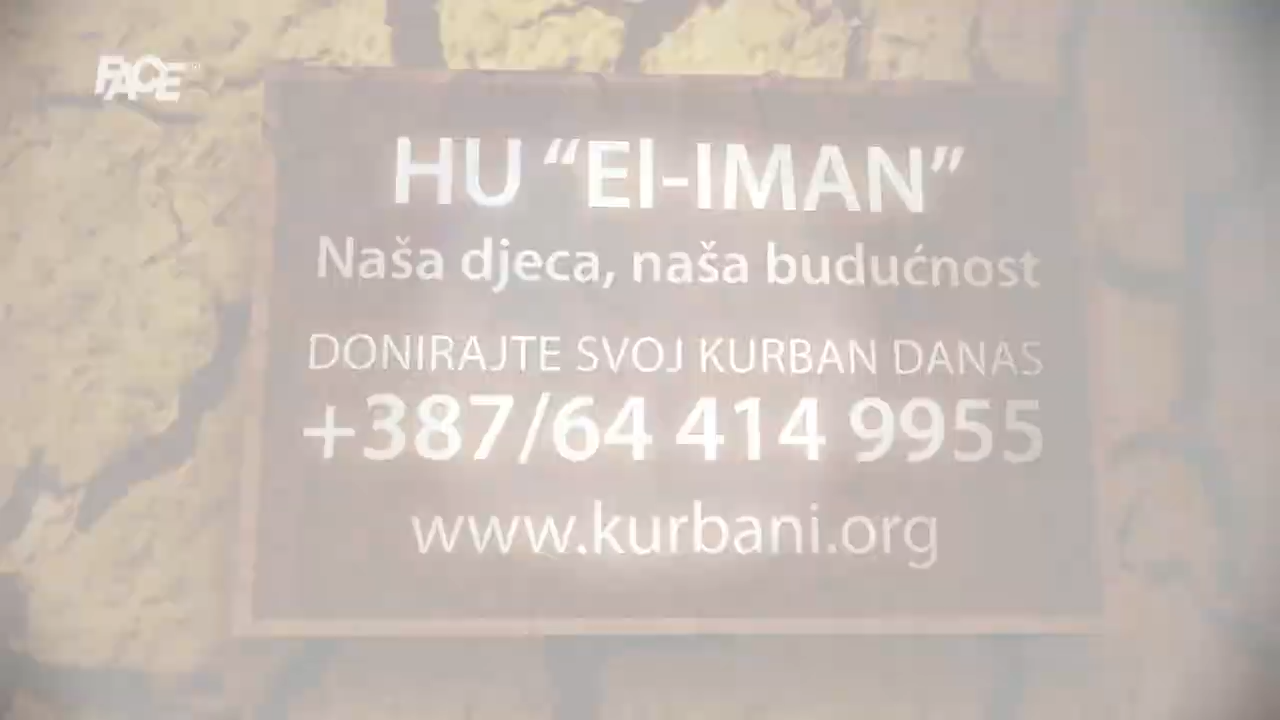 FACE
HU “El-IMAN”
Naša djeca, naša budućnost
DONIRAJTE SVOJ KURBAN DANAS
+387/64 414 9955
www.kurbani.org